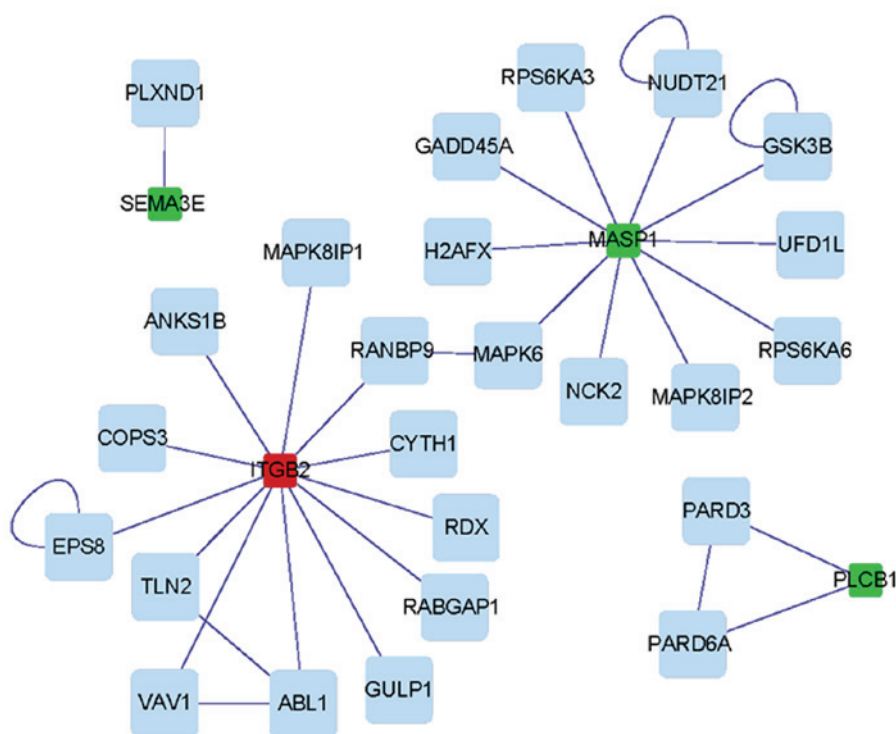 PLXND1
SEMA3E
RPS6KA3
NUDT21
GADD45A
GSK3B
H2AFX
MASP1
UFD1L
MAPK8IP1
ANKS1B
RANBP9
MAPK6
RPS6KA6
NCK2
MAPK8IP2
COPS3
ITGB2
CYTH1
EPS8
RDX
TLN2
RABGAP1
VAV1
ABL1
GULP1
PARD3
PLCB1
PARD6A